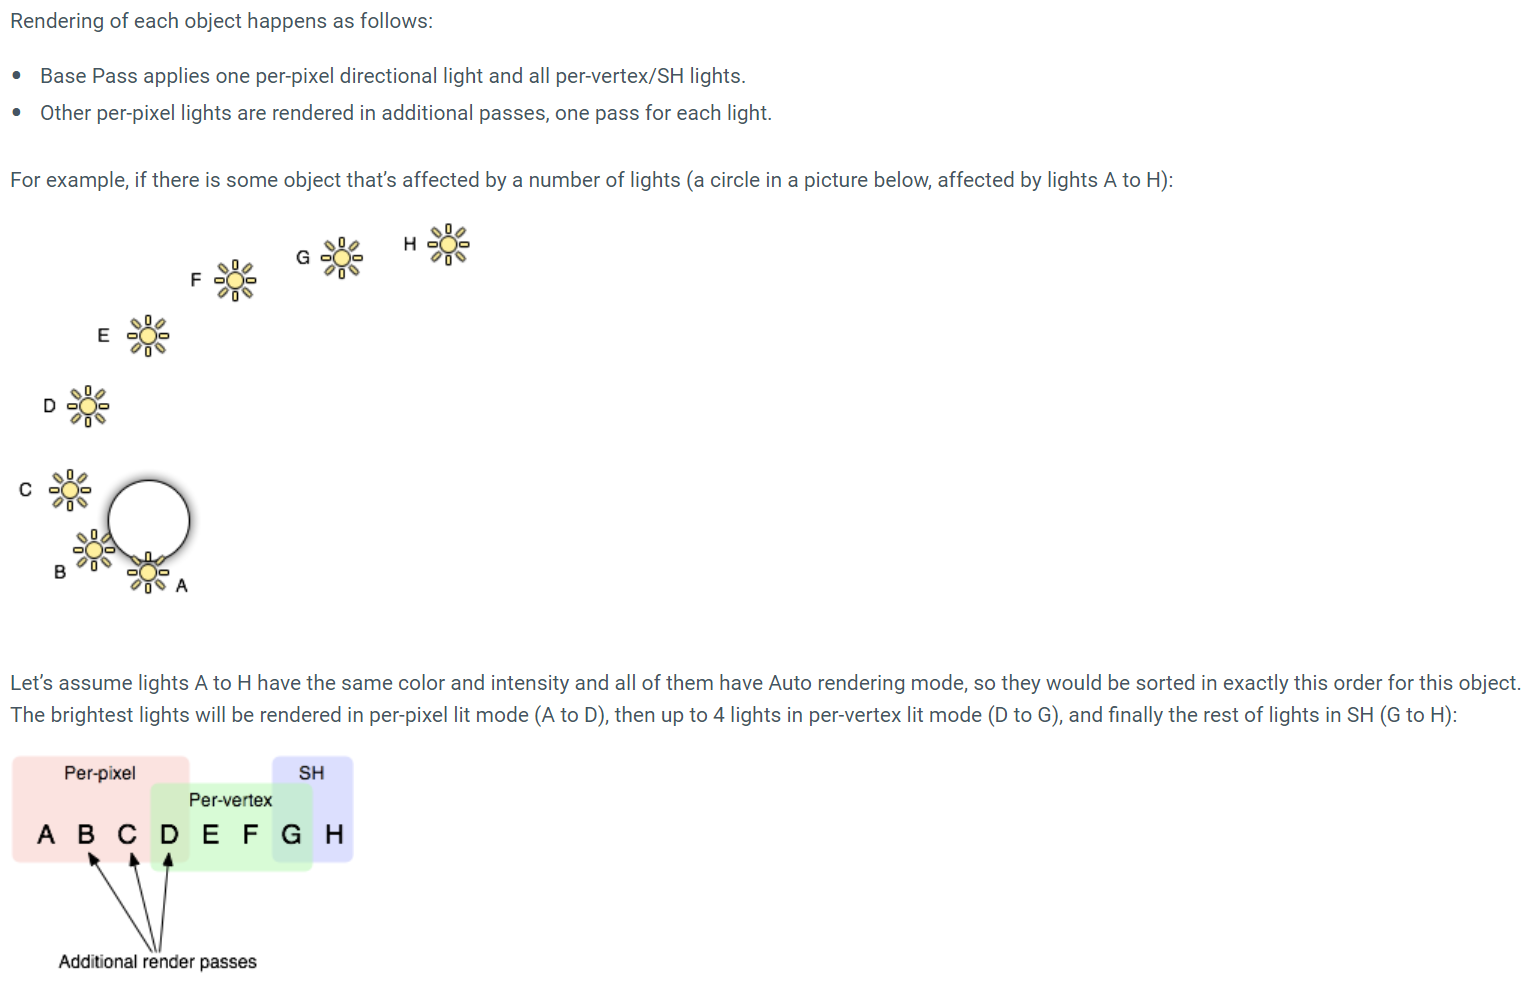 Rendering of each object happens as follows:
• Base Pass applies one per-pixel directional light and all per-vertex/SH lights.
• Other per-pixel lights are rendered in additional passes, one pass for each light.
For example, if there is some object that’s affected by a number of lights (a circle in a picture below, affected by lights A to H):
H
G
F
E
D
C
B
A
Let’s assume lights A to H have the same color and intensity and all of them have Auto rendering mode, so they would be sorted in exactly this order for this object.
The brightest lights will be rendered in per-pixel lit mode (A to D), then up to 4 lights in per-vertex lit mode (D to G), and finally the rest of lights in SH (G to H):
Per-pixel SH
Per-vertex
A B C D E F G H
Additional render passes